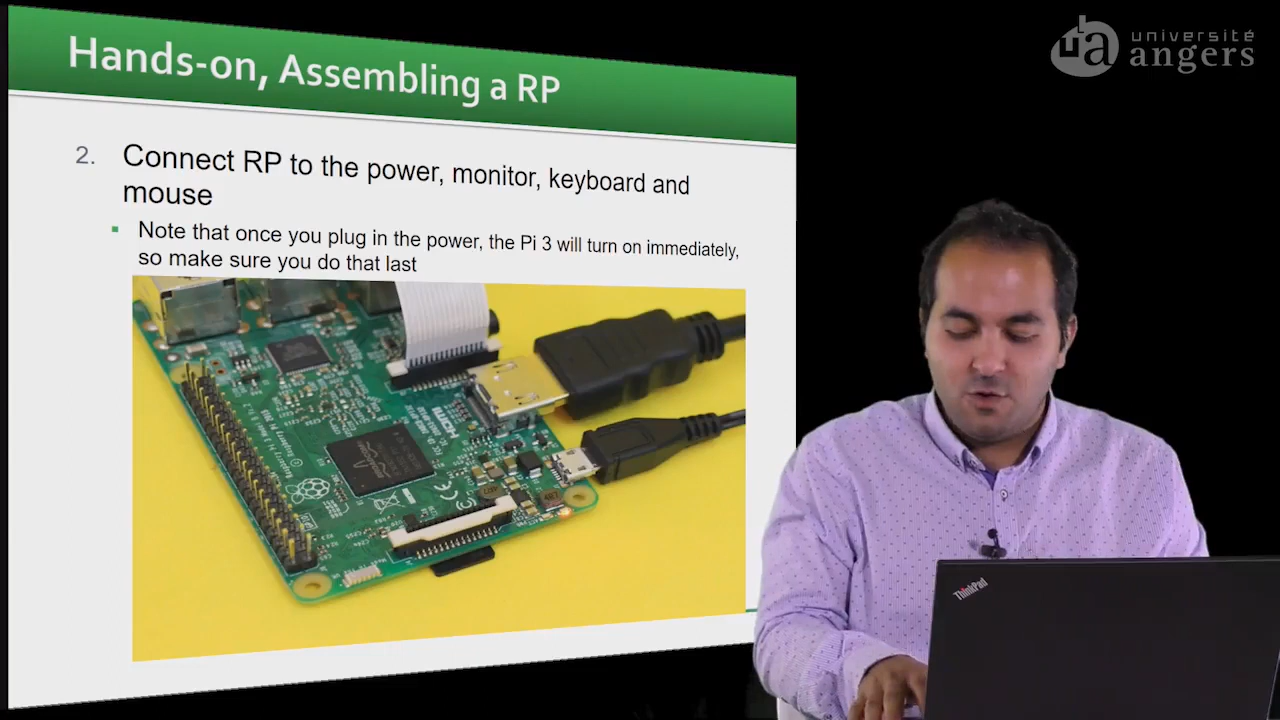 Hands-on, Assembling a RP
université
angers
2. Connect RP to the power, monitor, keyboard and
mouse
Note that once you plug in the power, the Pi 3 will turn on immediately,
so make sure you do that last
HDMI
ThinkPad